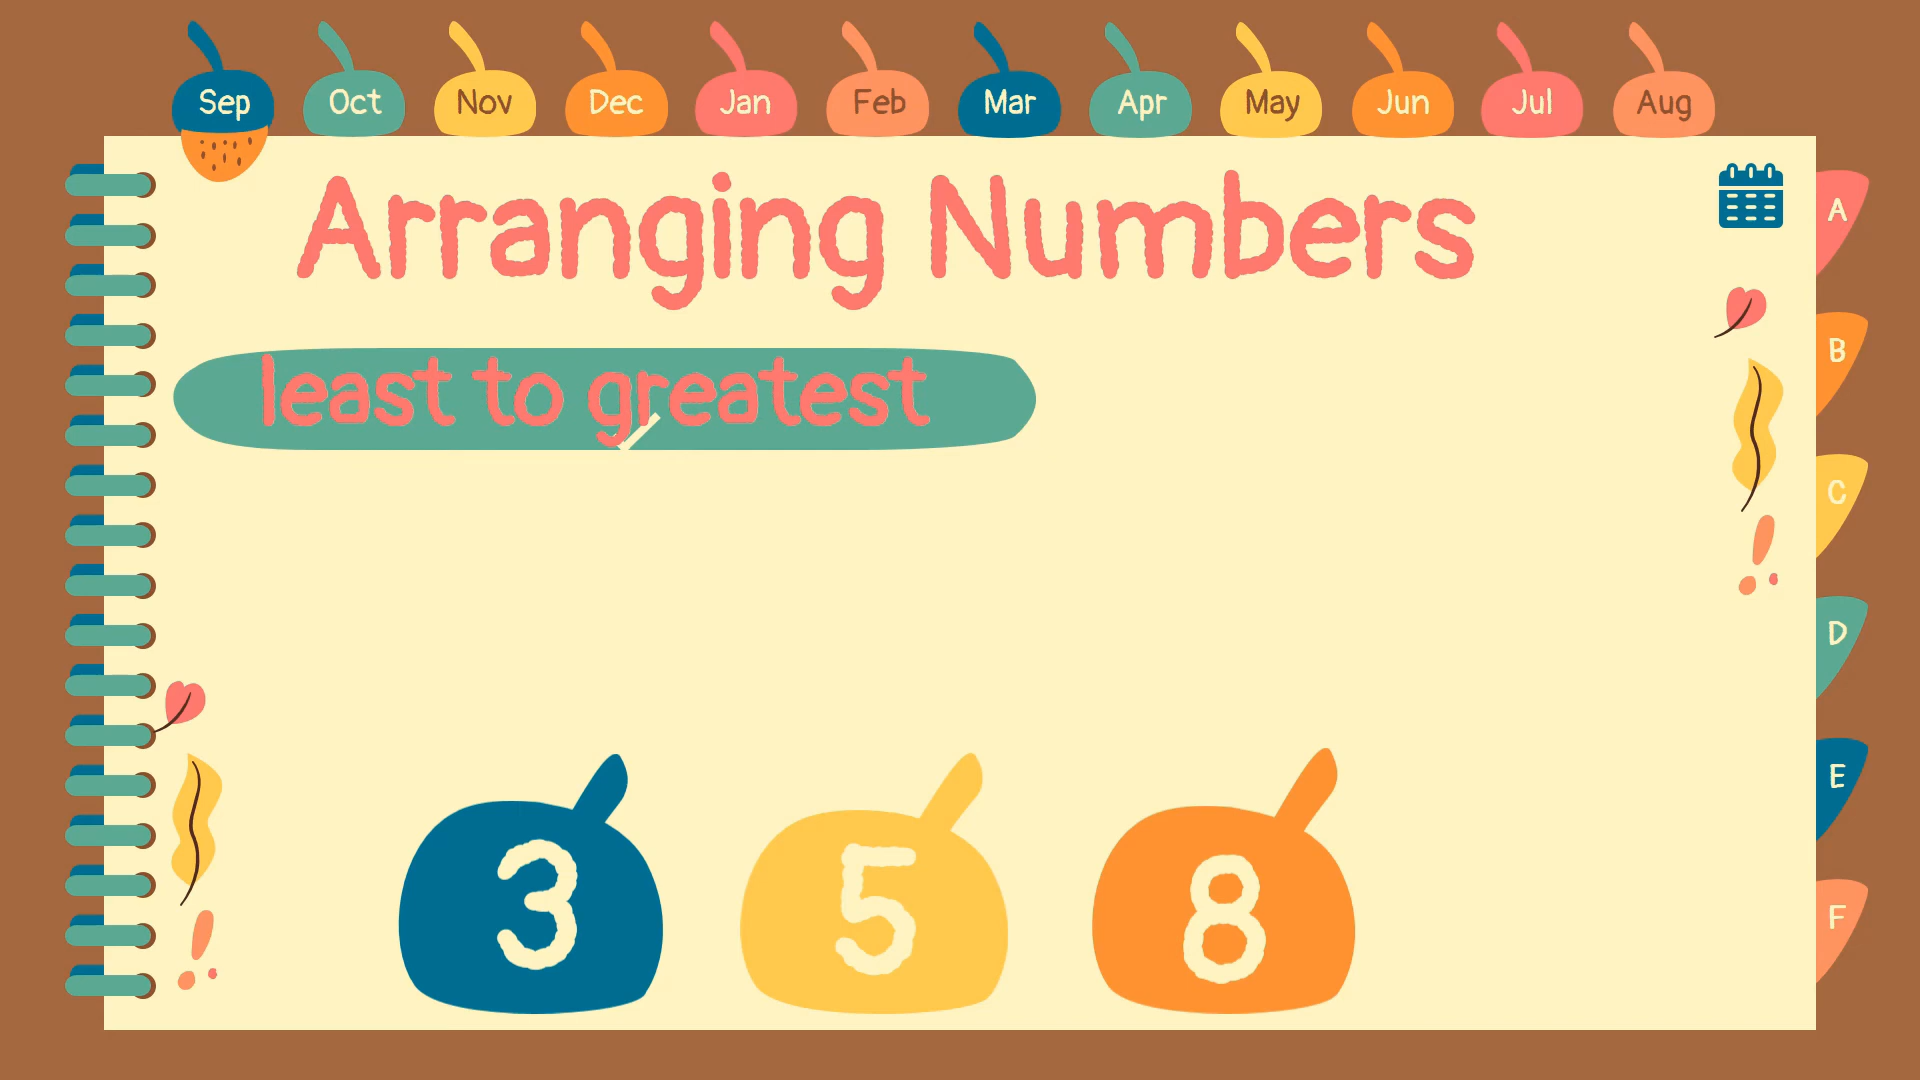 Sep Oct Nov Dec Jan Feb Mar Apr May Jun Jul Aug
Arranging Numbers
least to greatest
3 5 8
A
B
C
D
E
F